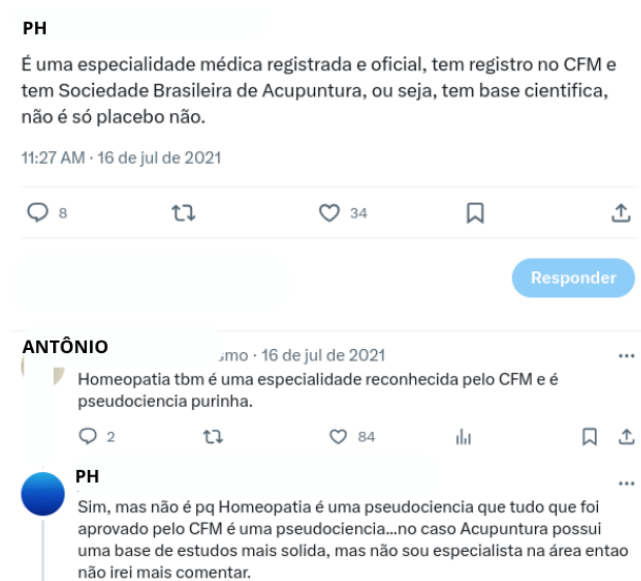 PH
É uma especialidade médica registrada e oficial, tem registro no CFM e
tem Sociedade Brasileira de Acupuntura, ou seja, tem base cientifica,
não é só placebo não.
11:27 AM · 16 de jul de 2021
8 34
Responder
ANTÔNIO
smo · 16 de jul de 2021
Homeopatia tbm é uma especialidade reconhecida pelo CFM e é
pseudociencia purinha.
2 84
PH
Sim, mas não é pq Homeopatia é uma pseudociencia que tudo que foi
aprovado pelo CFM é uma pseudociencia...no caso Acupuntura possui
uma base de estudos mais solida, mas não sou especialista na área entao
não irei mais comentar.